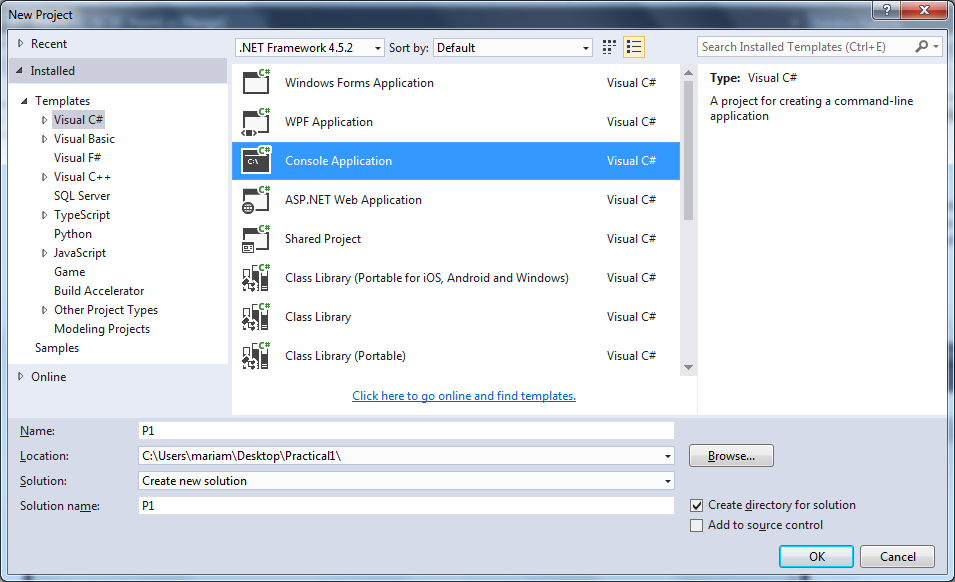 New Project
?
Recent
Installed
Templates
Visual C#
Visual Basic
Visual F#
Visual C++
SQL Server
TypeScript
Python
JavaScript
Game
Build Accelerator
Other Project Types
Modeling Projects
Samples
Online
.NET Framework 4.5.2
Sort by: Default
C# Windows Forms Application Visual C#
C# WPF Application Visual C#
C# C:\ Console Application Visual C#
C# ASP.NET Web Application Visual C#
C# Shared Project Visual C#
C# Class Library (Portable for iOS, Android and Windows) Visual C#
C# Class Library Visual C#
C# Class Library (Portable) Visual C#
Click here to go online and find templates.
Search Installed Templates (Ctrl+E)
Type: Visual C#
A project for creating a command-line
application
Name: P1
Location: C:\Users\mariam\Desktop\Practical1\ Browse...
Solution: Create new solution
Solution name: P1
Create directory for solution
Add to source control
OK Cancel